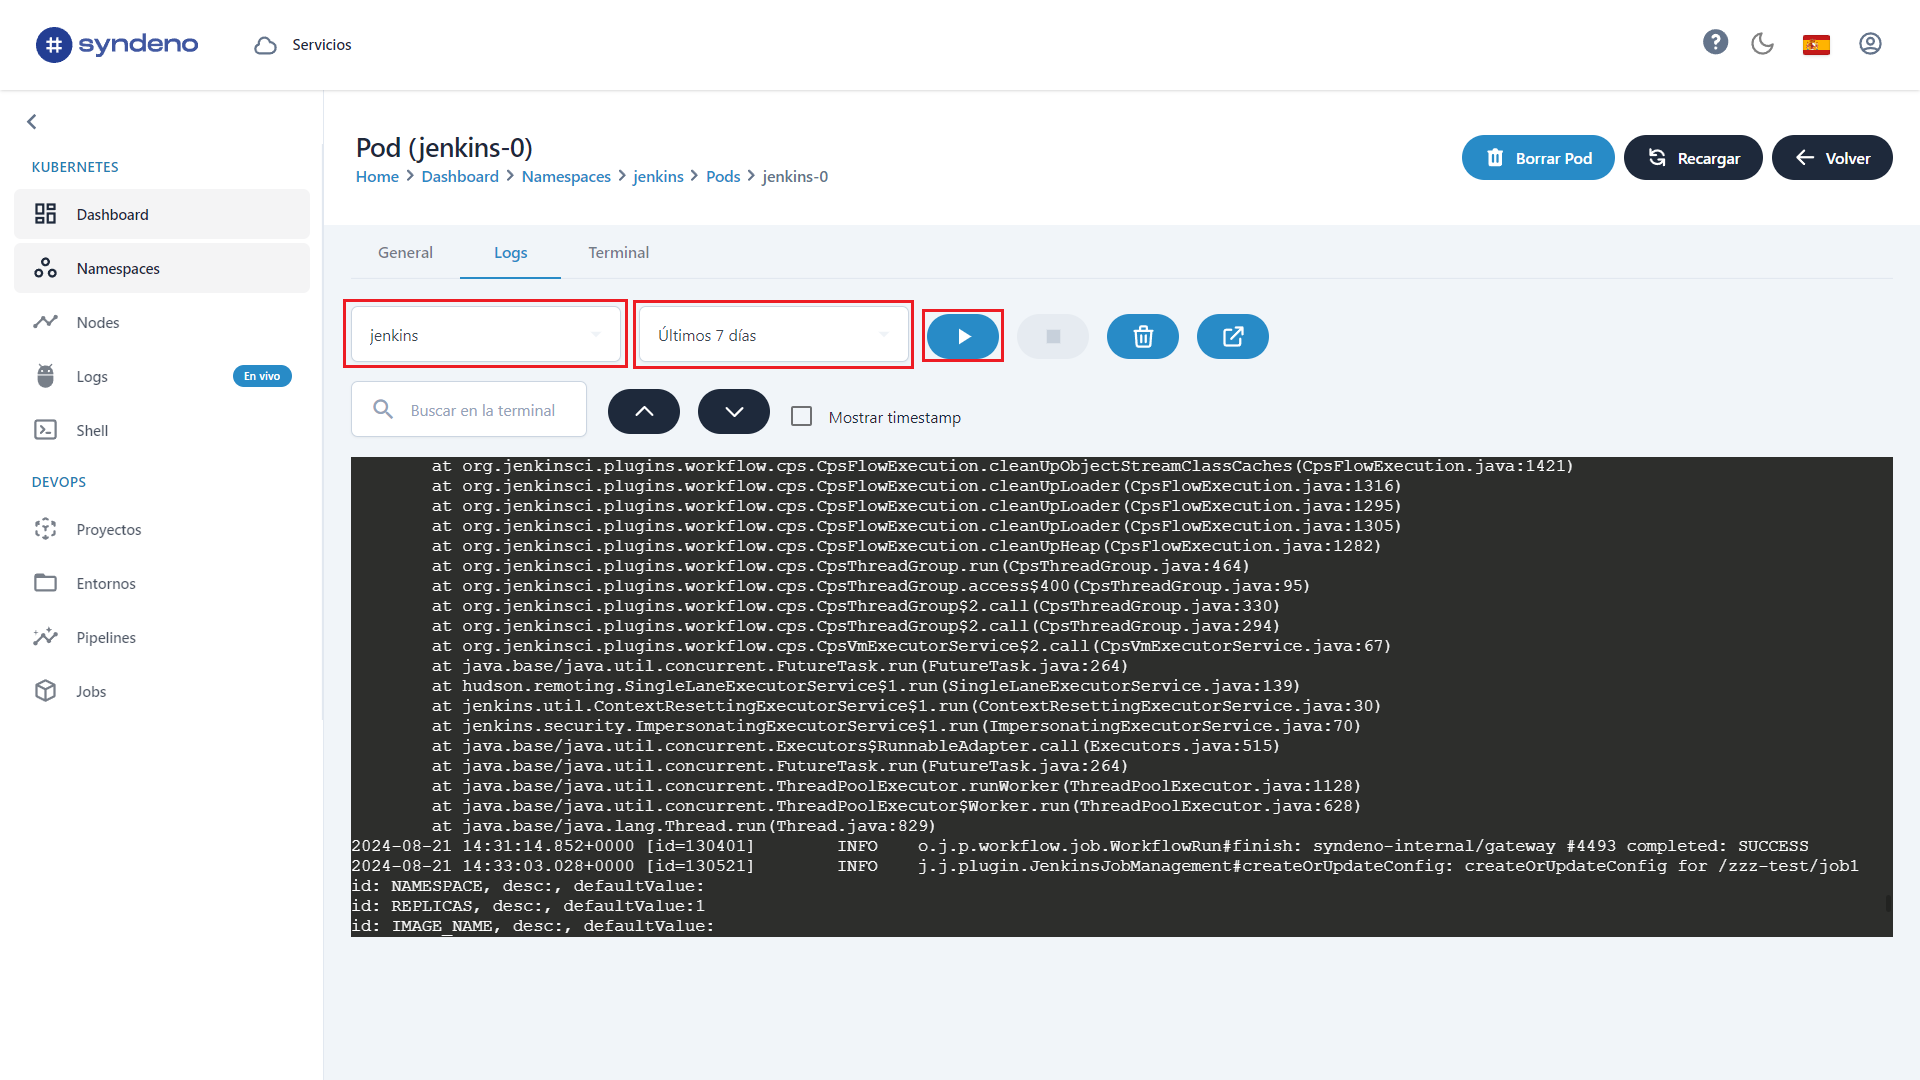 # syndeno
Servicios
KUBERNETES
Dashboard
Namespaces
Nodes
Logs
En vivo
Shell
DEVOPS
Proyectos
Entornos
Pipelines
Jobs
Pod (jenkins-0)
Home > Dashboard > Namespaces > jenkins > Pods > jenkins-0
Borrar Pod
Recargar
Volver
General
Logs
Terminal
jenkins
Últimos 7 días
Buscar en la terminal
Mostrar timestamp
at org.jenkinsci.plugins.workflow.cps.CpsFlowExecution.cleanUpObjectStreamClassCaches(CpsFlowExecution.java:1421)
at org.jenkinsci.plugins.workflow.cps.CpsFlowExecution.cleanUpLoader(CpsFlowExecution.java:1316)
at org.jenkinsci.plugins.workflow.cps.CpsFlowExecution.cleanUpLoader(CpsFlowExecution.java:1295)
at org.jenkinsci.plugins.workflow.cps.CpsFlowExecution.cleanUpLoader(CpsFlowExecution.java:1305)
at org.jenkinsci.plugins.workflow.cps.CpsFlowExecution.cleanUpHeap(CpsFlowExecution.java:1282)
at org.jenkinsci.plugins.workflow.cps.CpsThreadGroup.run(CpsThreadGroup.java:464)
at org.jenkinsci.plugins.workflow.cps.CpsThreadGroup.access$400(CpsThreadGroup.java:95)
at org.jenkinsci.plugins.workflow.cps.CpsThreadGroup$2.call(CpsThreadGroup.java:330)
at org.jenkinsci.plugins.workflow.cps.CpsThreadGroup$2.call(CpsThreadGroup.java:294)
at org.jenkinsci.plugins.workflow.cps.CpsVmExecutorService$2.call(CpsVmExecutorService.java:67)
at java.base/java.util.concurrent.FutureTask.run(FutureTask.java:264)
at hudson.remoting.SingleLaneExecutorService$1.run(SingleLaneExecutorService.java:139)
at jenkins.util.ContextResettingExecutorService$1.run(ContextResettingExecutorService.java:30)
at jenkins.security.ImpersonatingExecutorService$1.run(ImpersonatingExecutorService.java:70)
at java.base/java.util.concurrent.Executors$RunnableAdapter.call(Executors.java:515)
at java.base/java.util.concurrent.FutureTask.run(FutureTask.java:264)
at java.base/java.util.concurrent.ThreadPoolExecutor.runWorker(ThreadPoolExecutor.java:1128)
at java.base/java.util.concurrent.ThreadPoolExecutor$Worker.run(ThreadPoolExecutor.java:628)
at java.base/java.lang.Thread.run(Thread.java:829)
2024-08-21 14:31:14.852+0000 [id=130401] INFO o.j.p.workflow.job.WorkflowRun#finish: syndeno-internal/gateway #4493 completed: SUCCESS
2024-08-21 14:33:03.028+0000 [id=130521] INFO j.j.plugin.JenkinsJobManagement#createOrUpdateConfig: createOrUpdateConfig for /zzz-test/job1
id: NAMESPACE, desc:, defaultValue:
id: REPLICAS, desc:, defaultValue:1
id: IMAGE_NAME, desc:, defaultValue: